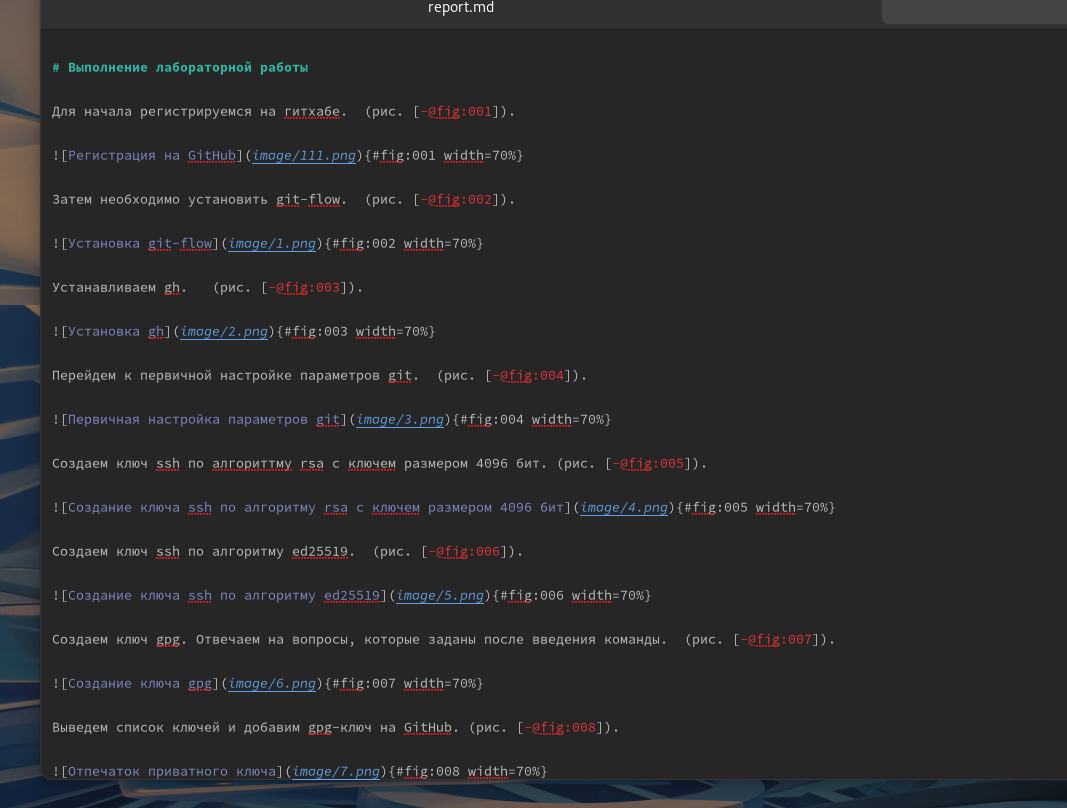 report.md
# Выполнение лабораторной работы
Для начала регистрируемся на гитхабе.  (рис. [-@fig:001]).
![Регистрация на GitHub](image/111.png){#fig:001 width=70%}
Затем необходимо установить git-flow.  (рис. [-@fig:002]).
![Установка git-flow](image/1.png){#fig:002 width=70%}
Устанавливаем gh.   (рис. [-@fig:003]).
![Установка gh](image/2.png){#fig:003 width=70%}
Перейдем к первичной настройке параметров git.  (рис. [-@fig:004]).
![Первичная настройка параметров git](image/3.png){#fig:004 width=70%}
Создаем ключ ssh по алгориттму rsa с ключем размером 4096 бит. (рис. [-@fig:005]).
![Создание ключа ssh по алгоритму rsa с ключем размером 4096 бит](image/4.png){#fig:005 width=70%}
Создаем ключ ssh по алгоритму ed25519.  (рис. [-@fig:006]).
![Создание ключа ssh по алгоритму ed25519](image/5.png){#fig:006 width=70%}
Создаем ключ gpg. Отвечаем на вопросы, которые заданы после введения команды.  (рис. [-@fig:007]).
![Создание ключа gpg](image/6.png){#fig:007 width=70%}
Выведем список ключей и добавим gpg-ключ на GitHub. (рис. [-@fig:008]).
![Отпечаток приватного ключа](image/7.png){#fig:008 width=70%}